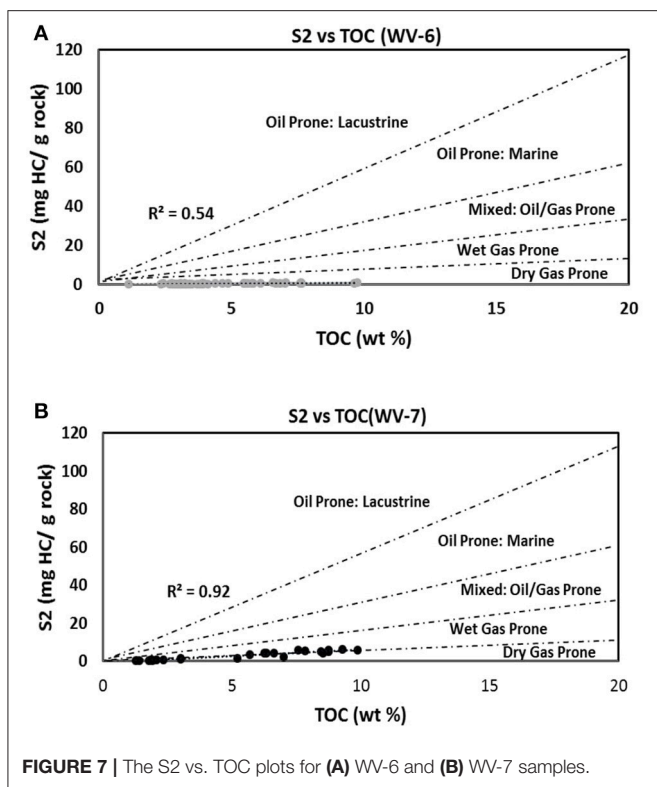 A
S2 vs TOC (WV-6)
120
100
80
60
40
20
0
S2 (mg HC/ g rock)
Oil Prone: Lacustrine
Oil Prone: Marine
R² = 0.54
Mixed: Oil/Gas Prone
Wet Gas Prone
Dry Gas Prone
0 5 10 15 20
TOC (wt %)
B
S2 vs TOC(WV-7)
120
100
80
60
40
20
0
S2 (mg HC/ g rock)
Oil Prone: Lacustrine
Oil Prone: Marine
R² = 0.92
Mixed: Oil/Gas Prone
Wet Gas Prone
Dry Gas Prone
0 5 10 15 20
TOC (wt %)
FIGURE 7 | The S2 vs. TOC plots for (A) WV-6 and (B) WV-7 samples.